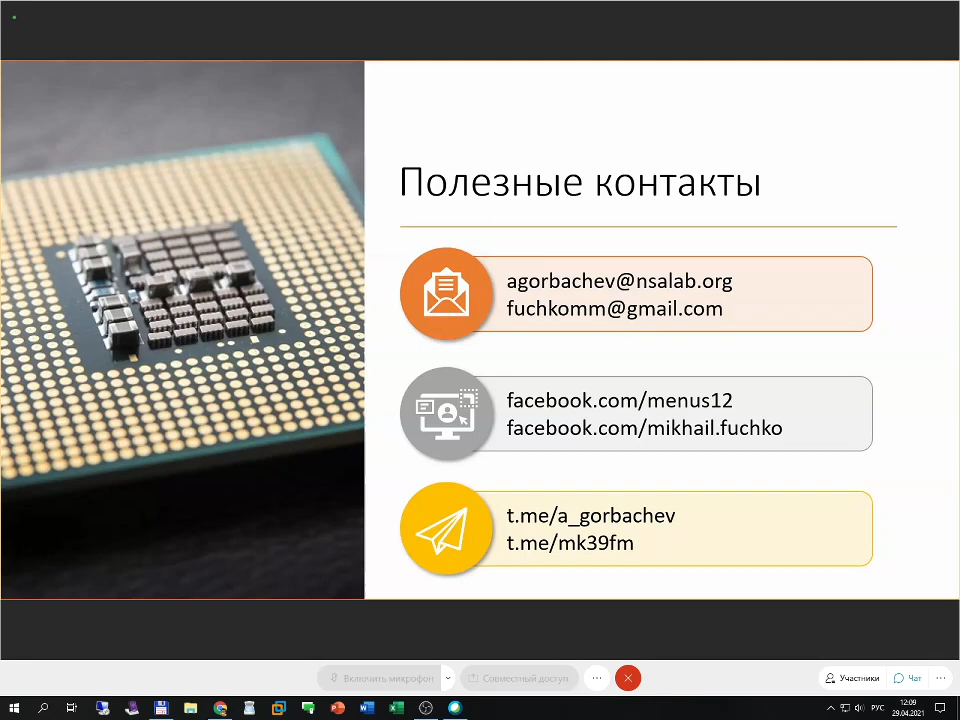 Полезные контакты
agorbachev@nsalab.org
fuchkomm@gmail.com
facebook.com/menus12
facebook.com/mikhail.fuchko
t.me/a_gorbachev
t.me/mk39fm
Включить микрофон
Совместный доступ
Участники
Чат
РУС
12:09
29.04.2021